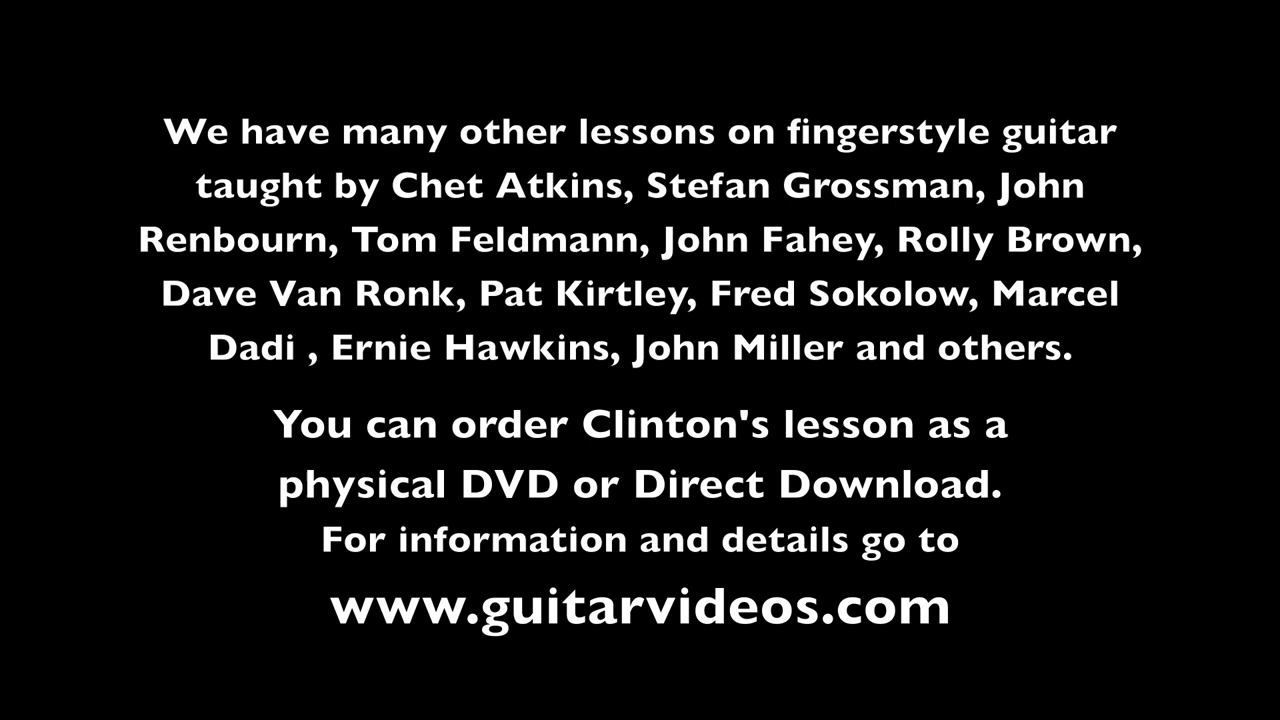 We have many other lessons on fingerstyle guitar
taught by Chet Atkins, Stefan Grossman, John
Renbourn, Tom Feldmann, John Fahey, Rolly Brown,
Dave Van Ronk, Pat Kirtley, Fred Sokolow, Marcel
Dadi , Ernie Hawkins, John Miller and others.
You can order Clinton's lesson as a
physical DVD or Direct Download.
For information and details go to
www.guitarvideos.com